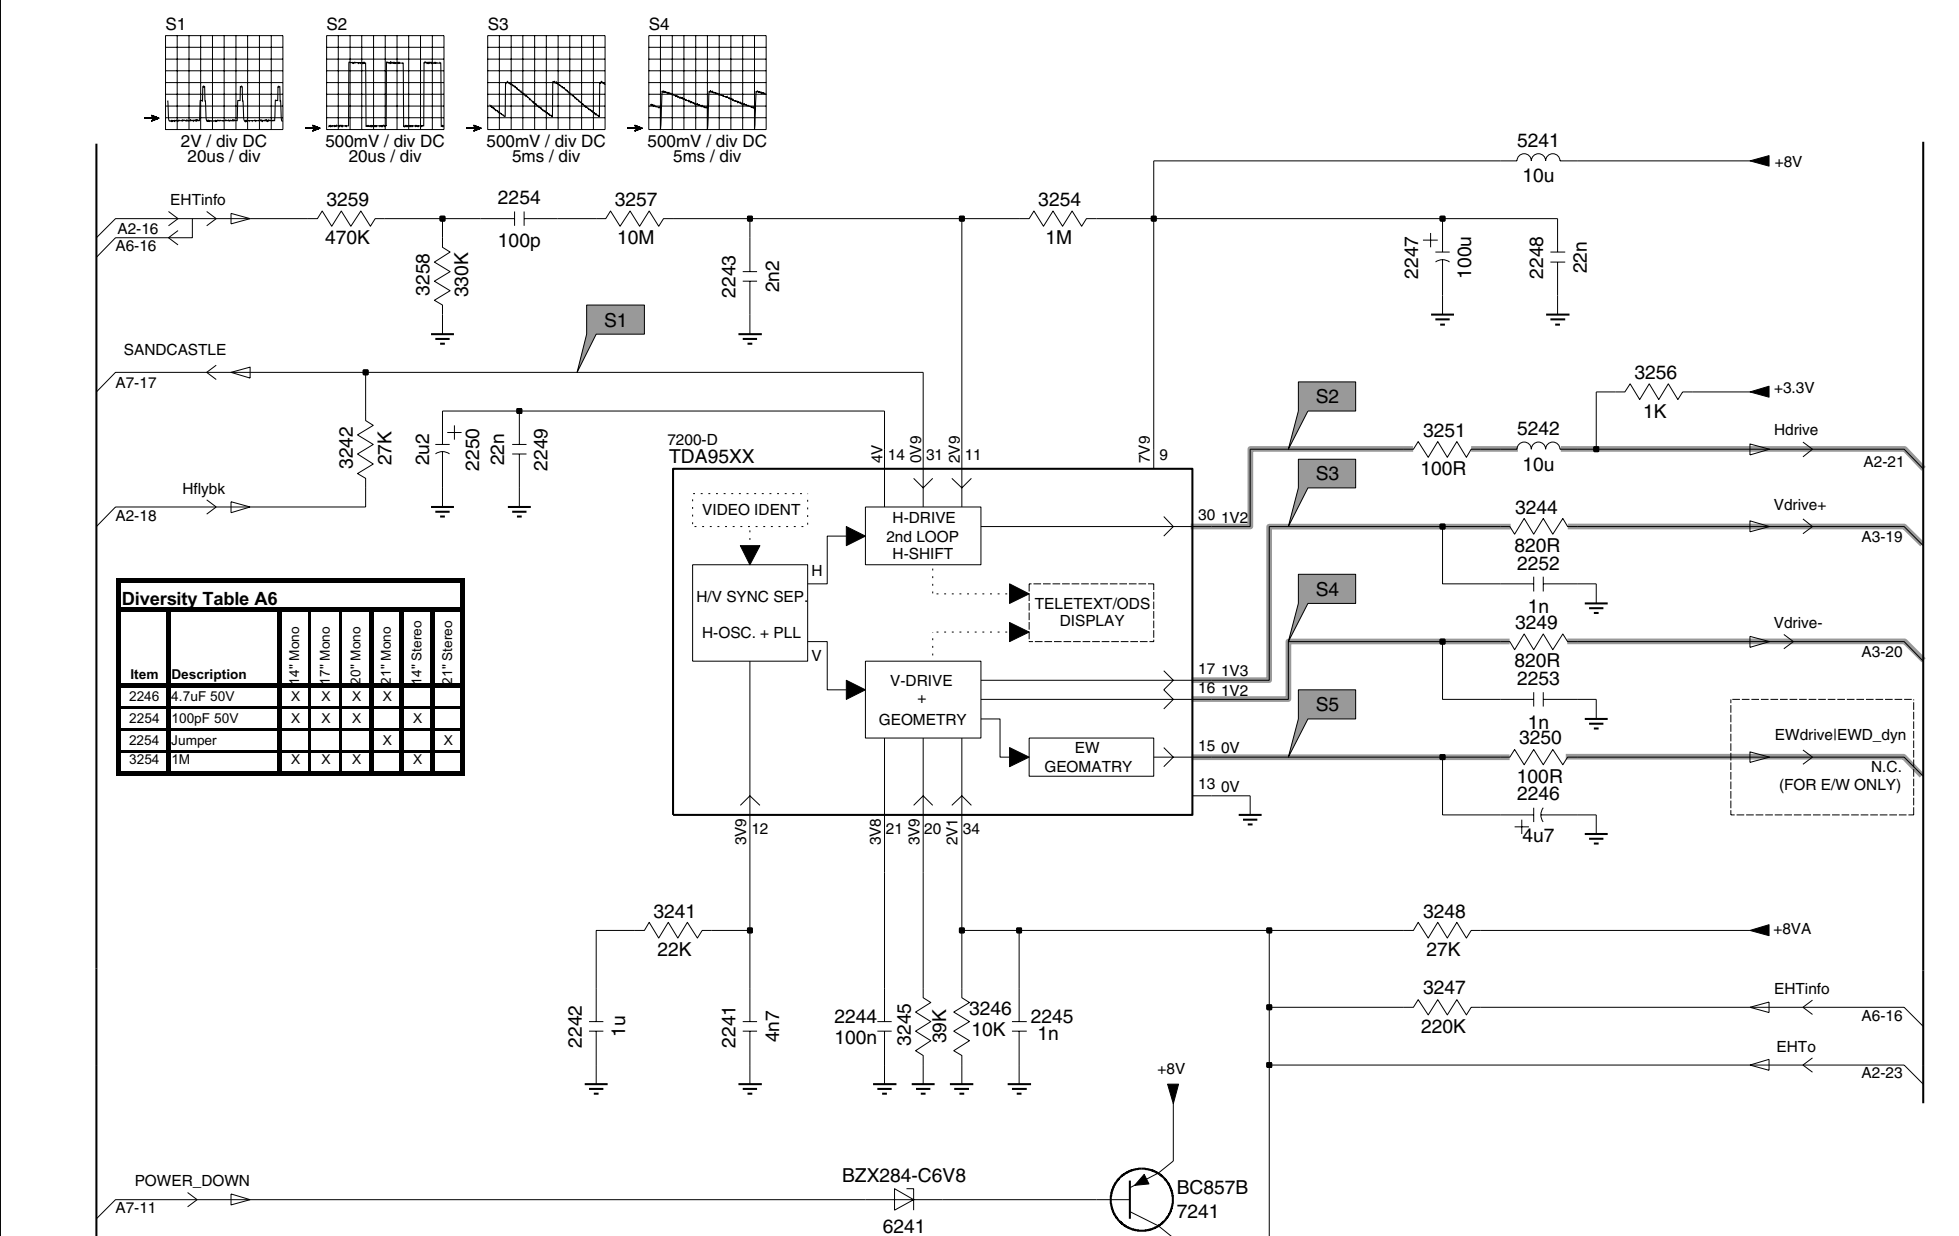 S1
S2
S3
S4
2V / div DC
20us / div
500mV / div DC
20us / div
500mV / div DC
5ms / div
500mV / div DC
5ms / div
5241
10u
+8V
EHTinfo
A2-16
A6-16
3259
470K
2254
100p
3257
10M
3254
1M
3258
330K
2243
2n2
2247
+
100u
2248
22n
S1
SANDCASTLE
A7-17
3242
27K
2u2
+
2250
22n
2249
Hflybk
A2-18
7200-D
TDA95XX
4V
14
0V9
31
2V9
11
7V9
9
S2
3256
1K
+3.3V
3251
100R
5242
10u
Hdrive
A2-21
S3
30 1V2
3244
820R
Vdrive+
A3-19
2252
1n
S4
3249
820R
Vdrive-
A3-20
2253
1n
17 1V3
16 1V2
S5
15 0V
13 0V
3250
100R
2246
+
4u7
EWdrive|EWD_dyn
N.C.
(FOR E/W ONLY)
VIDEO IDENT
H-DRIVE
2nd LOOP
H-SHIFT
H
H/V SYNC SEP.
H-OSC. + PLL
V
TELETEXT/ODS
DISPLAY
V-DRIVE
+
GEOMETRY
EW
GEOMATRY
Diversity Table A6
Item Description 14" Mono 17" Mono 20" Mono 21" Mono 14" Stereo 21" Stereo
2246 4.7uF 50V X X X X
2254 100pF 50V X X X X
2254 Jumper X X
3254 1M X X X X
3V9
12
3V8
21
3V9
20
2V1
34
3241
22K
2242
1u
2241
4n7
2244
100n
3245
39K
3246
10K
2245
1n
3248
27K
+8VA
3247
220K
EHTinfo
A6-16
EHTo
A2-23
+8V
POWER_DOWN
A7-11
BZX284-C6V8
6241
BC857B
7241